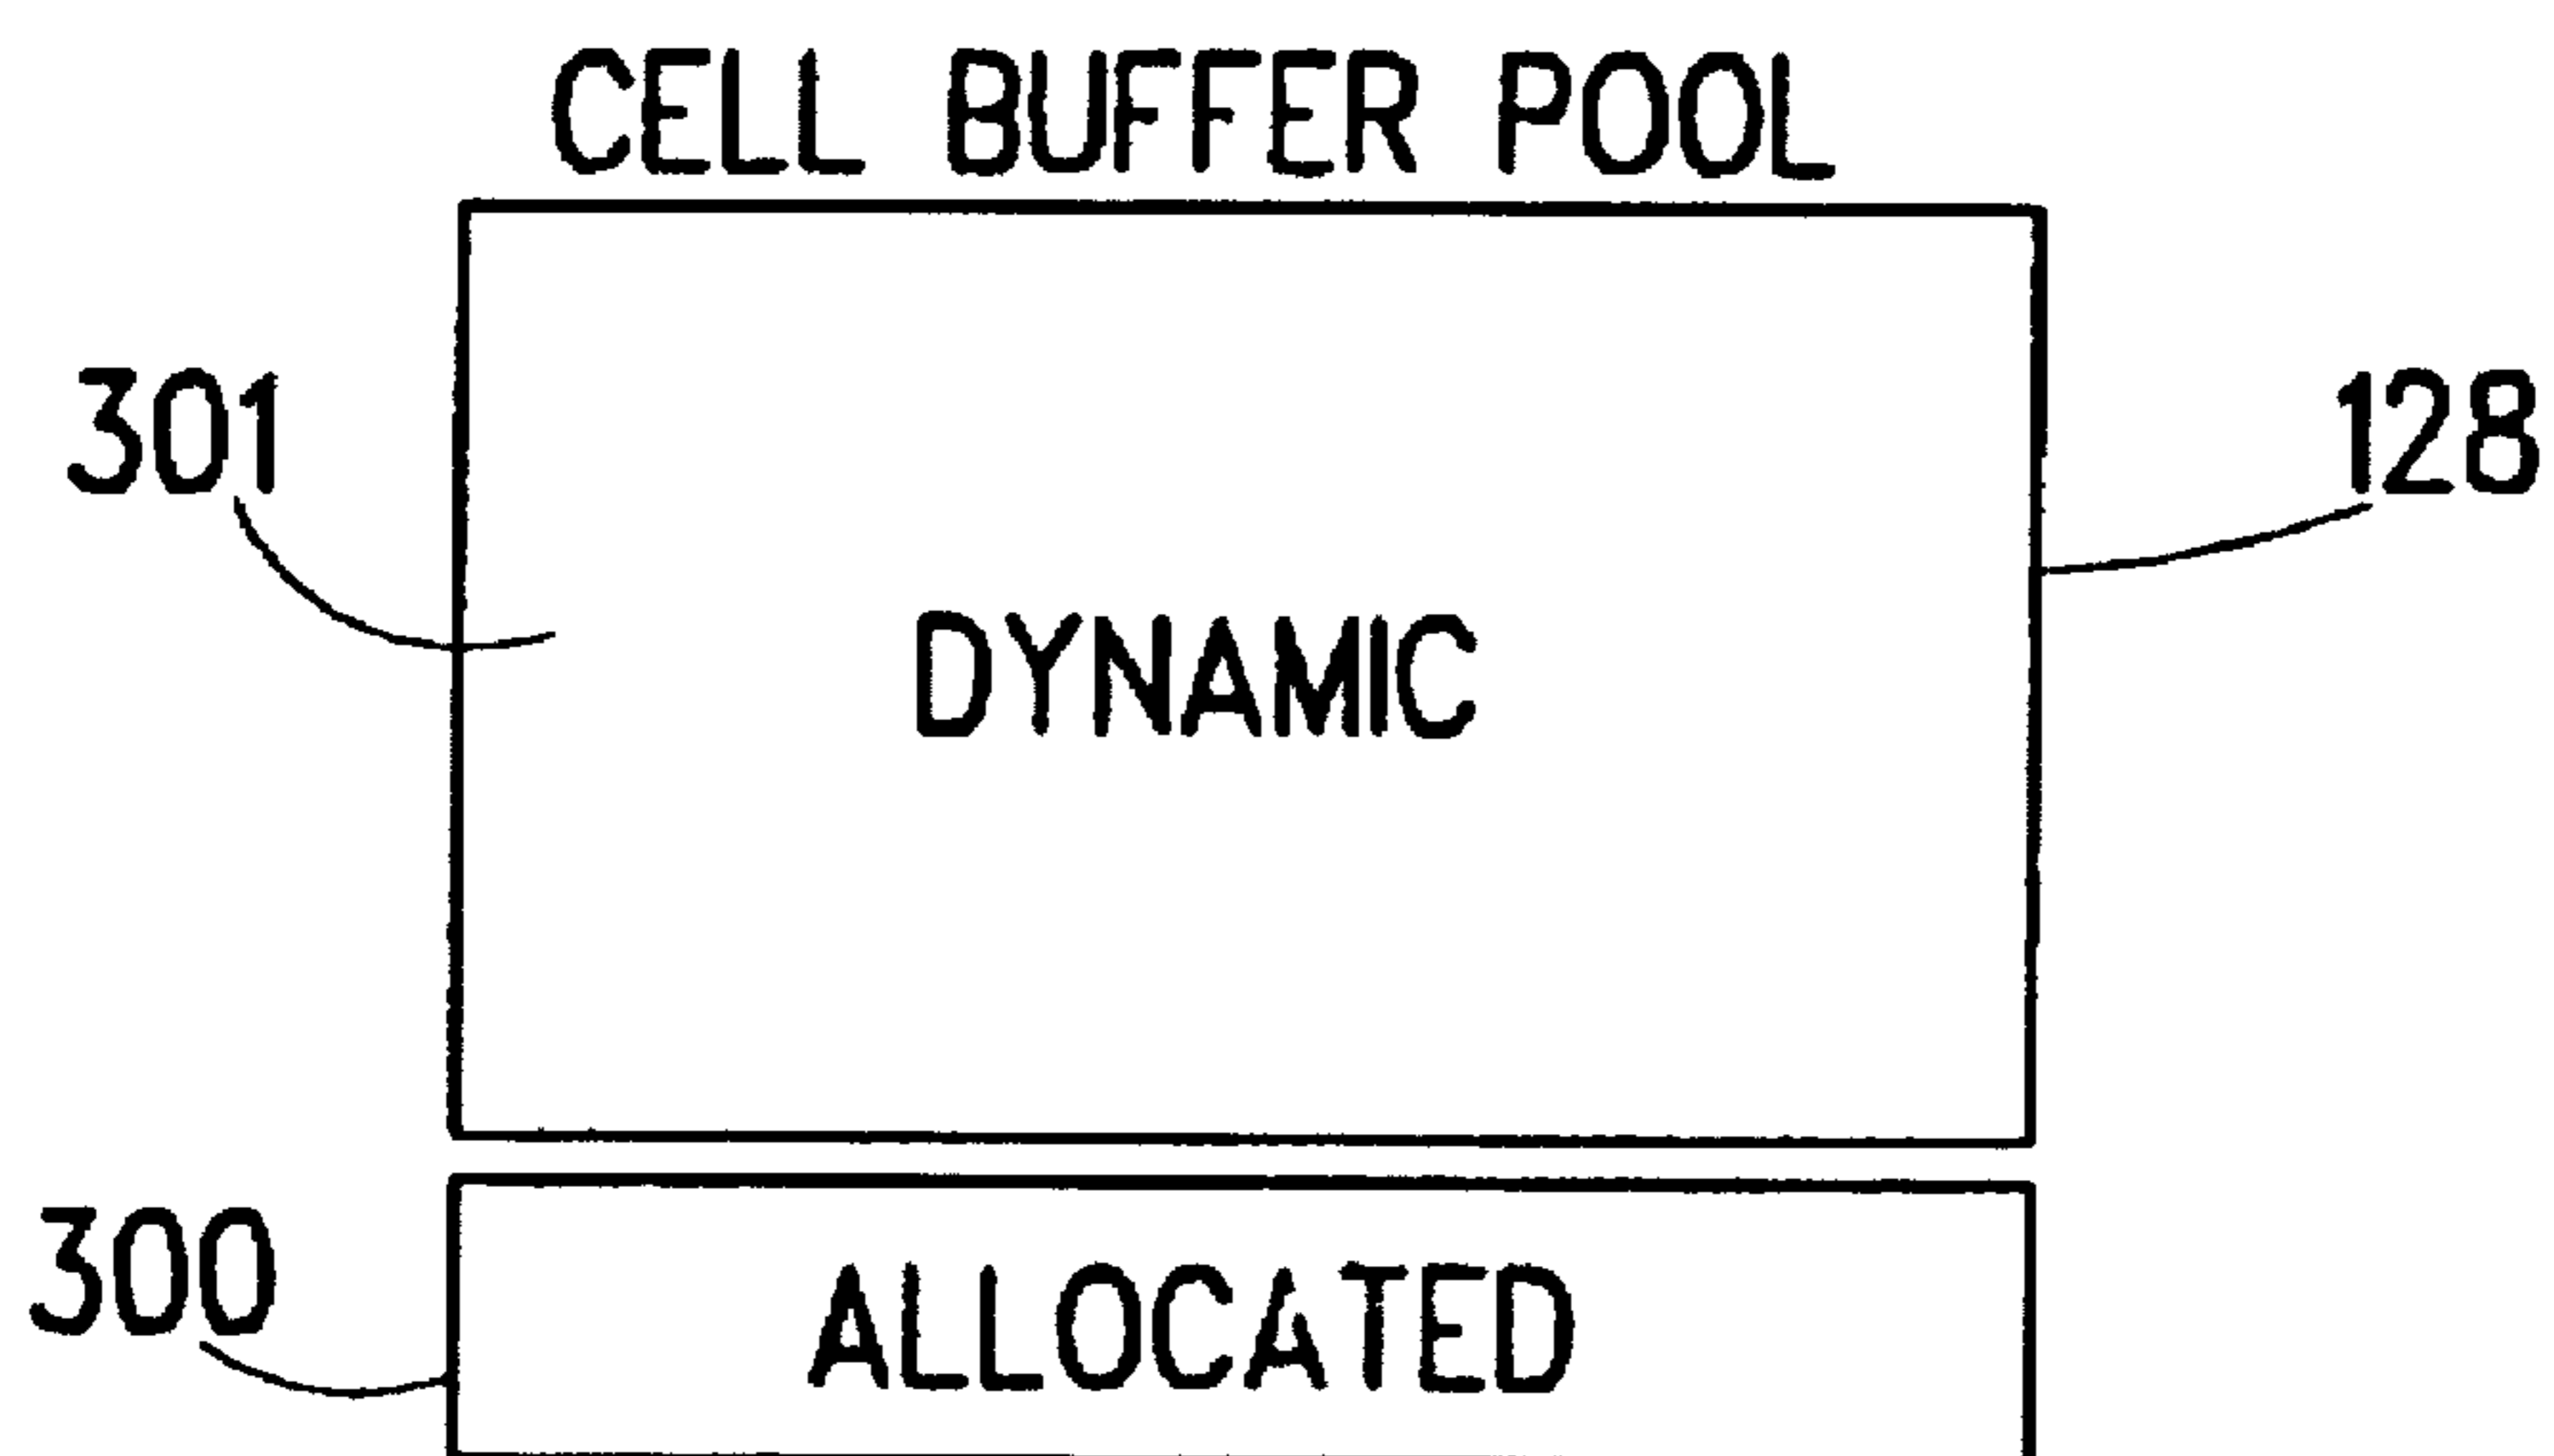 CELL BUFFER POOL
301
128
DYNAMIC
300
ALLOCATED